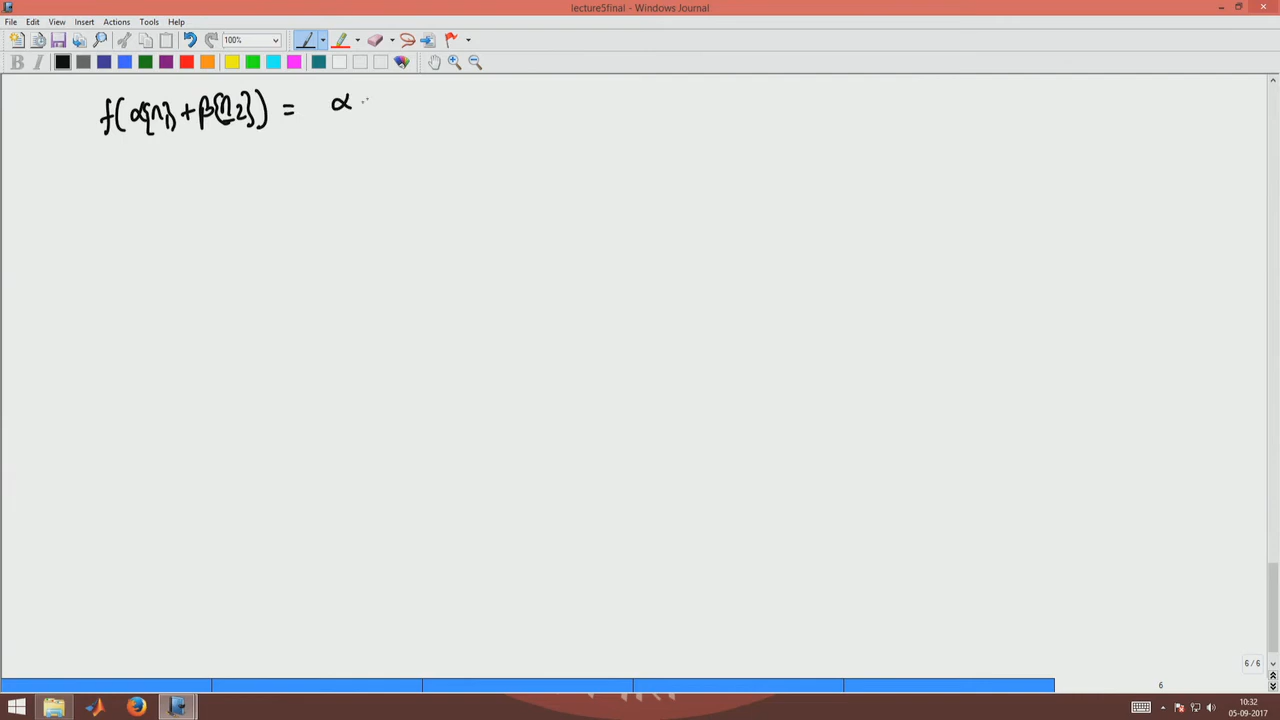 lecture5final - Windows Journal
File Edit View Insert Actions Tools Help
100%
B I
f(α{η} + β{η2}) = α
6 / 6
6
10:32
05-09-2017